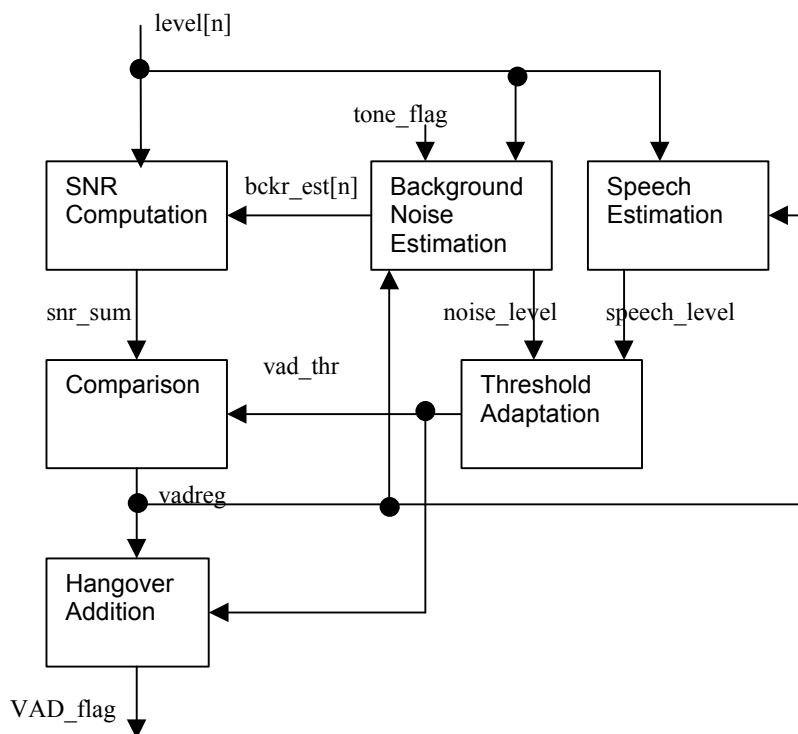 level[n]
tone_flag
SNR
Computation
bckr_est[n]
Background
Noise
Estimation
Speech
Estimation
snr_sum
noise_level
speech_level
Comparison
vad_thr
Threshold
Adaptation
vadreg
Hangover
Addition
VAD_flag